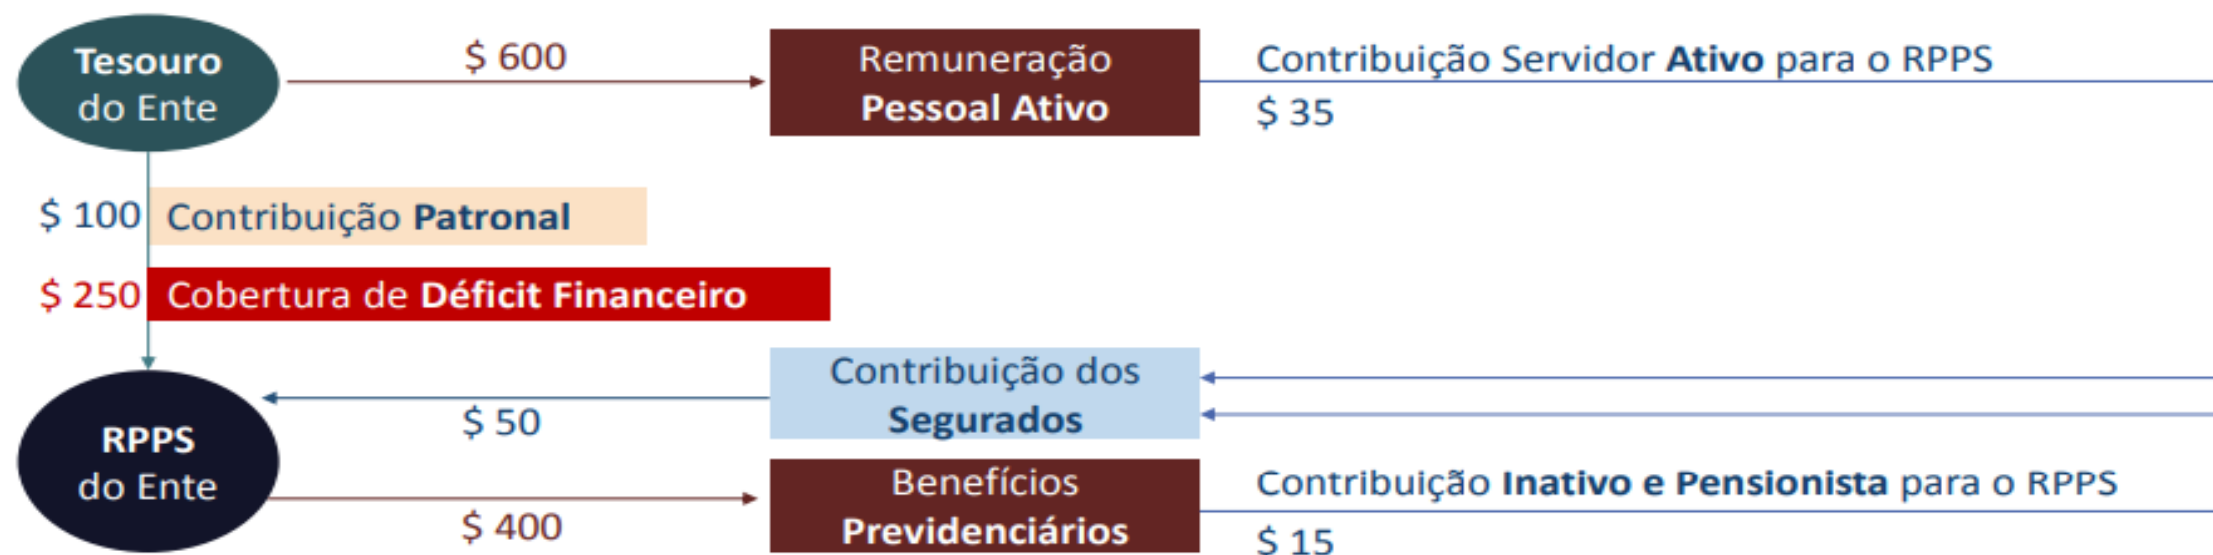 Tesouro
do Ente
$ 600
Remuneração
Pessoal Ativo
Contribuição Servidor Ativo para o RPPS
$ 35
$ 100
Contribuição Patronal
$ 250
Cobertura de Déficit Financeiro
Contribuição dos
Segurados
$ 50
RPPS
do Ente
$ 400
Benefícios
Previdenciários
Contribuição Inativo e Pensionista para o RPPS
$ 15